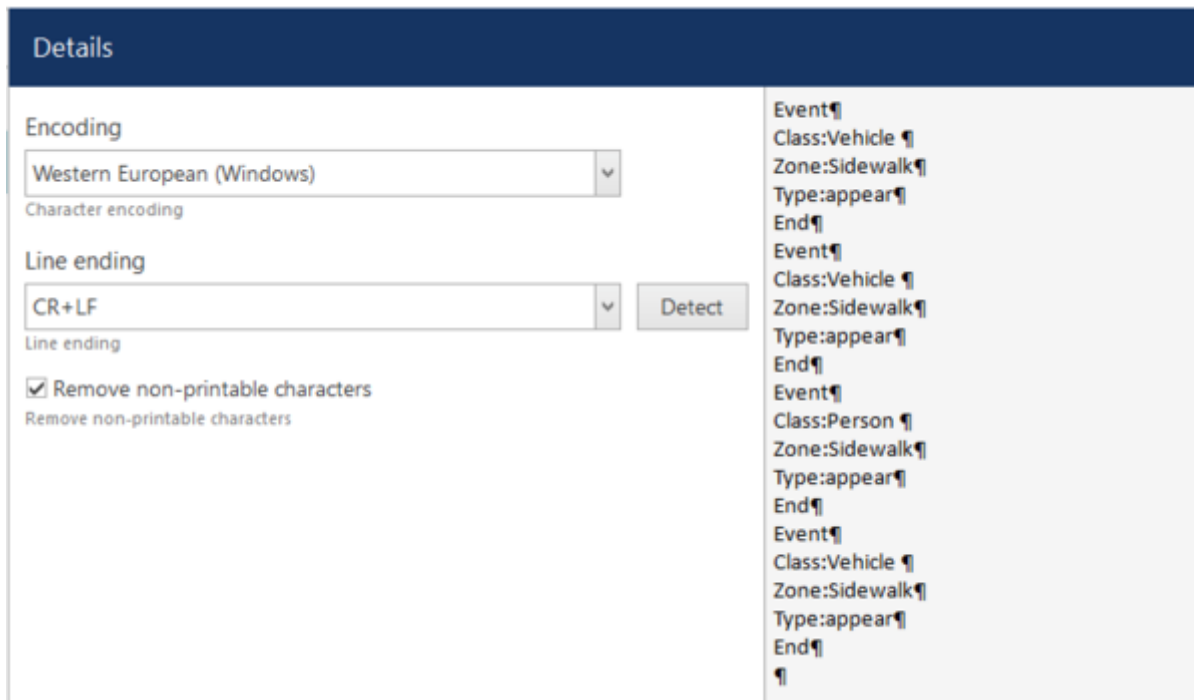 Details
Encoding
Western European (Windows)
Character encoding
Line ending
CR+LF
Detect
Line ending
Remove non-printable characters
Remove non-printable characters
Event¶
Class:Vehicle ¶
Zone:Sidewalk¶
Type:appear¶
End¶
Event¶
Class:Vehicle ¶
Zone:Sidewalk¶
Type:appear¶
End¶
Event¶
Class:Person ¶
Zone:Sidewalk¶
Type:appear¶
End¶
Event¶
Class:Vehicle ¶
Zone:Sidewalk¶
Type:appear¶
End¶
¶